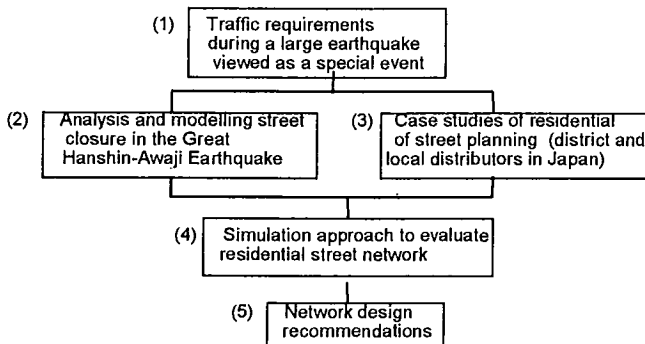 (1) Traffic requirements
during a large earthquake
viewed as a special event
(2) Analysis and modelling street
closure in the Great
Hanshin-Awaji Earthquake
(3) Case studies of residential
of street planning (district and
local distributors in Japan)
(4) Simulation approach to evaluate
residential street network
(5) Network design
recommendations